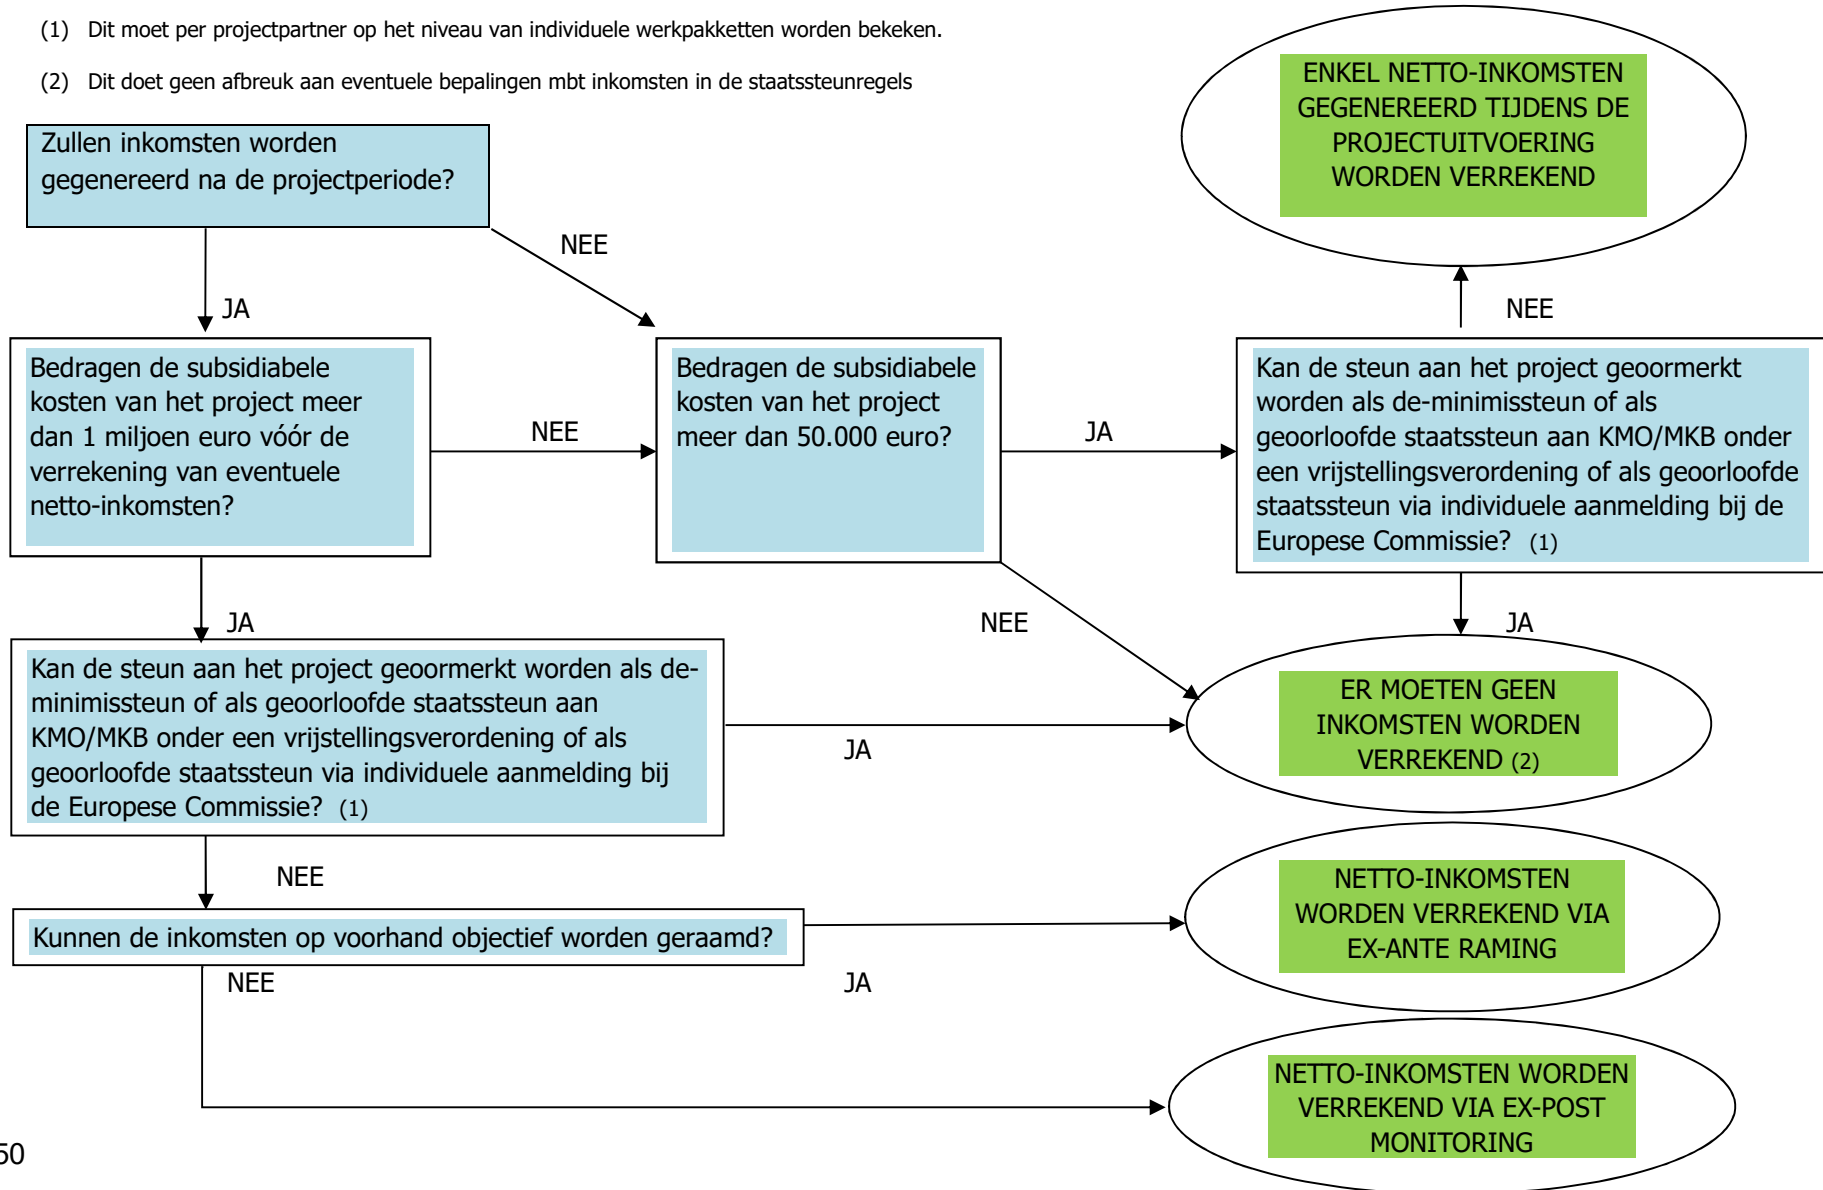 (1) Dit moet per projectpartner op het niveau van individuele werkpakketten worden bekeken.
(2) Dit doet geen afbreuk aan eventuele bepalingen mbt inkomsten in de staatssteunregels
ENKEL NETTO-INKOMSTEN
GEGENEREERD TIJDENS DE
PROJECTUITVOERING
WORDEN VERREKEND
Zullen inkomsten worden
gegenereerd na de projectperiode?
NEE
JA
NEE
Bedragen de subsidiabele
kosten van het project meer
dan 1 miljoen euro vóór de
verrekening van eventuele
netto-inkomsten?
NEE
Bedragen de subsidiabele
kosten van het project
meer dan 50.000 euro?
JA
Kan de steun aan het project geoormerkt
worden als de-minimissteun of als
geoorloofde staatssteun aan KMO/MKB onder
een vrijstellingsverordening of als geoorloofde
staatssteun via individuele aanmelding bij de
Europese Commissie? (1)
JA
NEE
JA
Kan de steun aan het project geoormerkt worden als de-
minimissteun of als geoorloofde staatssteun aan
KMO/MKB onder een vrijstellingsverordening of als
geoorloofde staatssteun via individuele aanmelding bij
de Europese Commissie? (1)
JA
ER MOETEN GEEN
INKOMSTEN WORDEN
VERREKEND (2)
NEE
Kunnen de inkomsten op voorhand objectief worden geraamd?
NEE
JA
NETTO-INKOMSTEN
WORDEN VERREKEND VIA
EX-ANTE RAMING
NETTO-INKOMSTEN WORDEN
VERREKEND VIA EX-POST
MONITORING
50